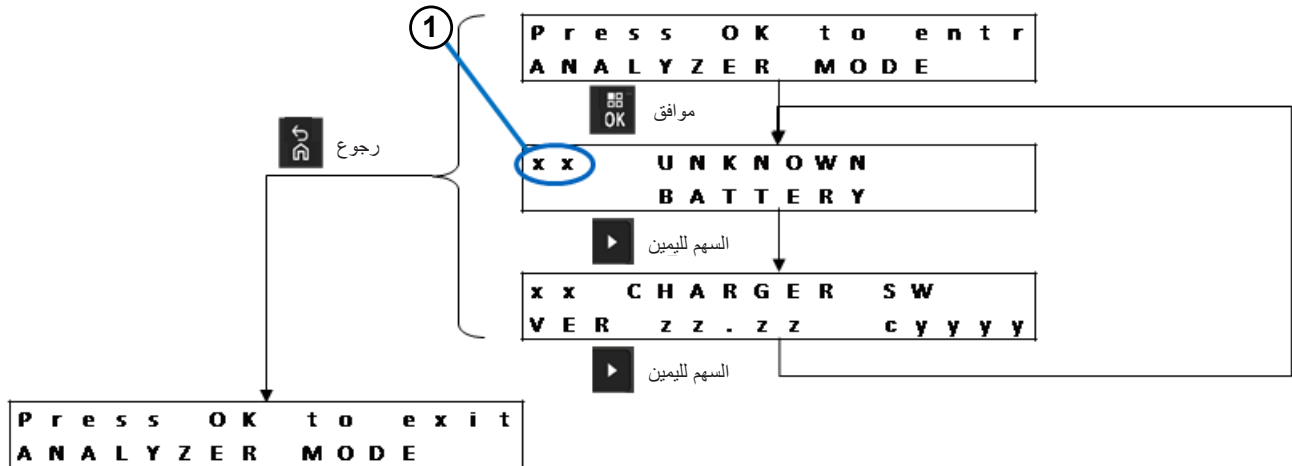 1
Press OK to entr
ANALYZER MODE
OK
موافق
رجوع
xx UNKNOWN
BATTERY
السهم لليمين
xx CHARGER SW
VER zz.zz cyyyy
السهم لليمين
Press OK to exit
ANALYZER MODE